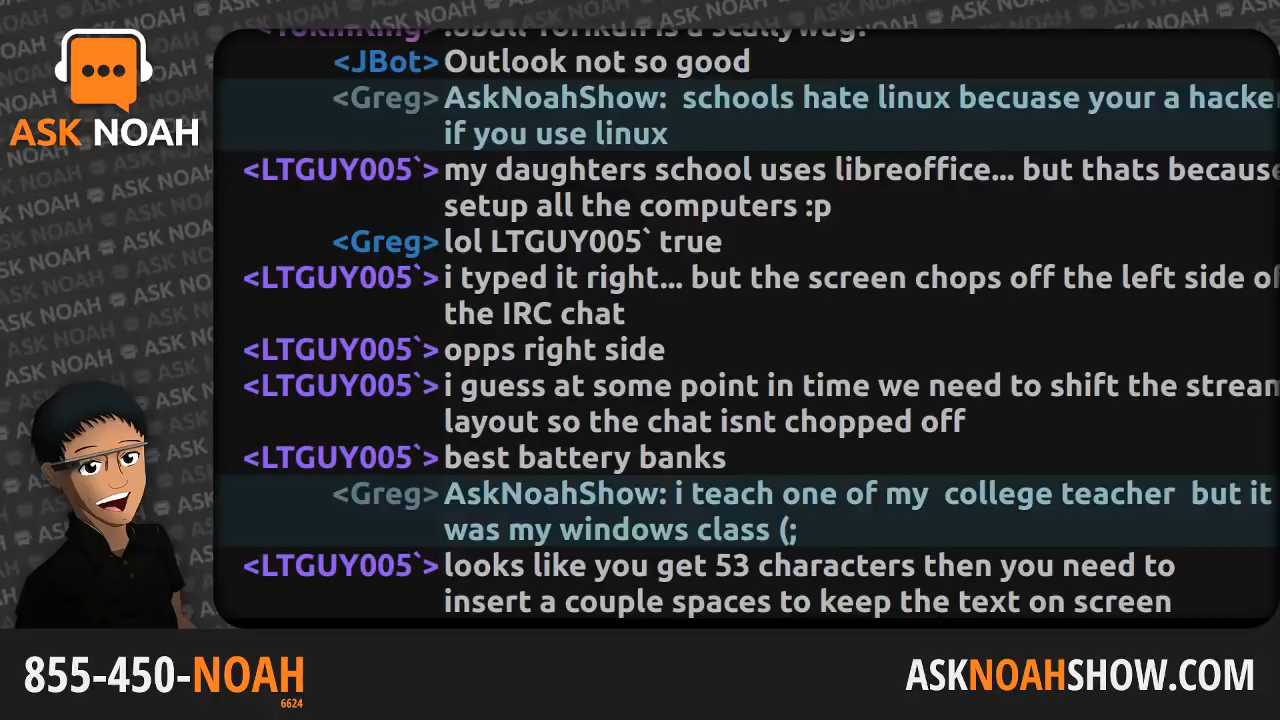 ASK NOAH
<JBot> Outlook not so good
<Greg> AskNoahShow: schools hate linux becuase your a hacke
if you use linux
<LTGUY005`> my daughters school uses libreoffice... but thats because
setup all the computers :p
<Greg> lol LTGUY005` true
<LTGUY005`> i typed it right... but the screen chops off the left side of
the IRC chat
<LTGUY005`> opps right side
<LTGUY005`> i guess at some point in time we need to shift the stream
layout so the chat isnt chopped off
<LTGUY005`> best battery banks
<Greg> AskNoahShow: i teach one of my college teacher but it
was my windows class (;
<LTGUY005`> looks like you get 53 characters then you need to
insert a couple spaces to keep the text on screen
855-450-NOAH
6624
ASKNOAHSHOW.COM